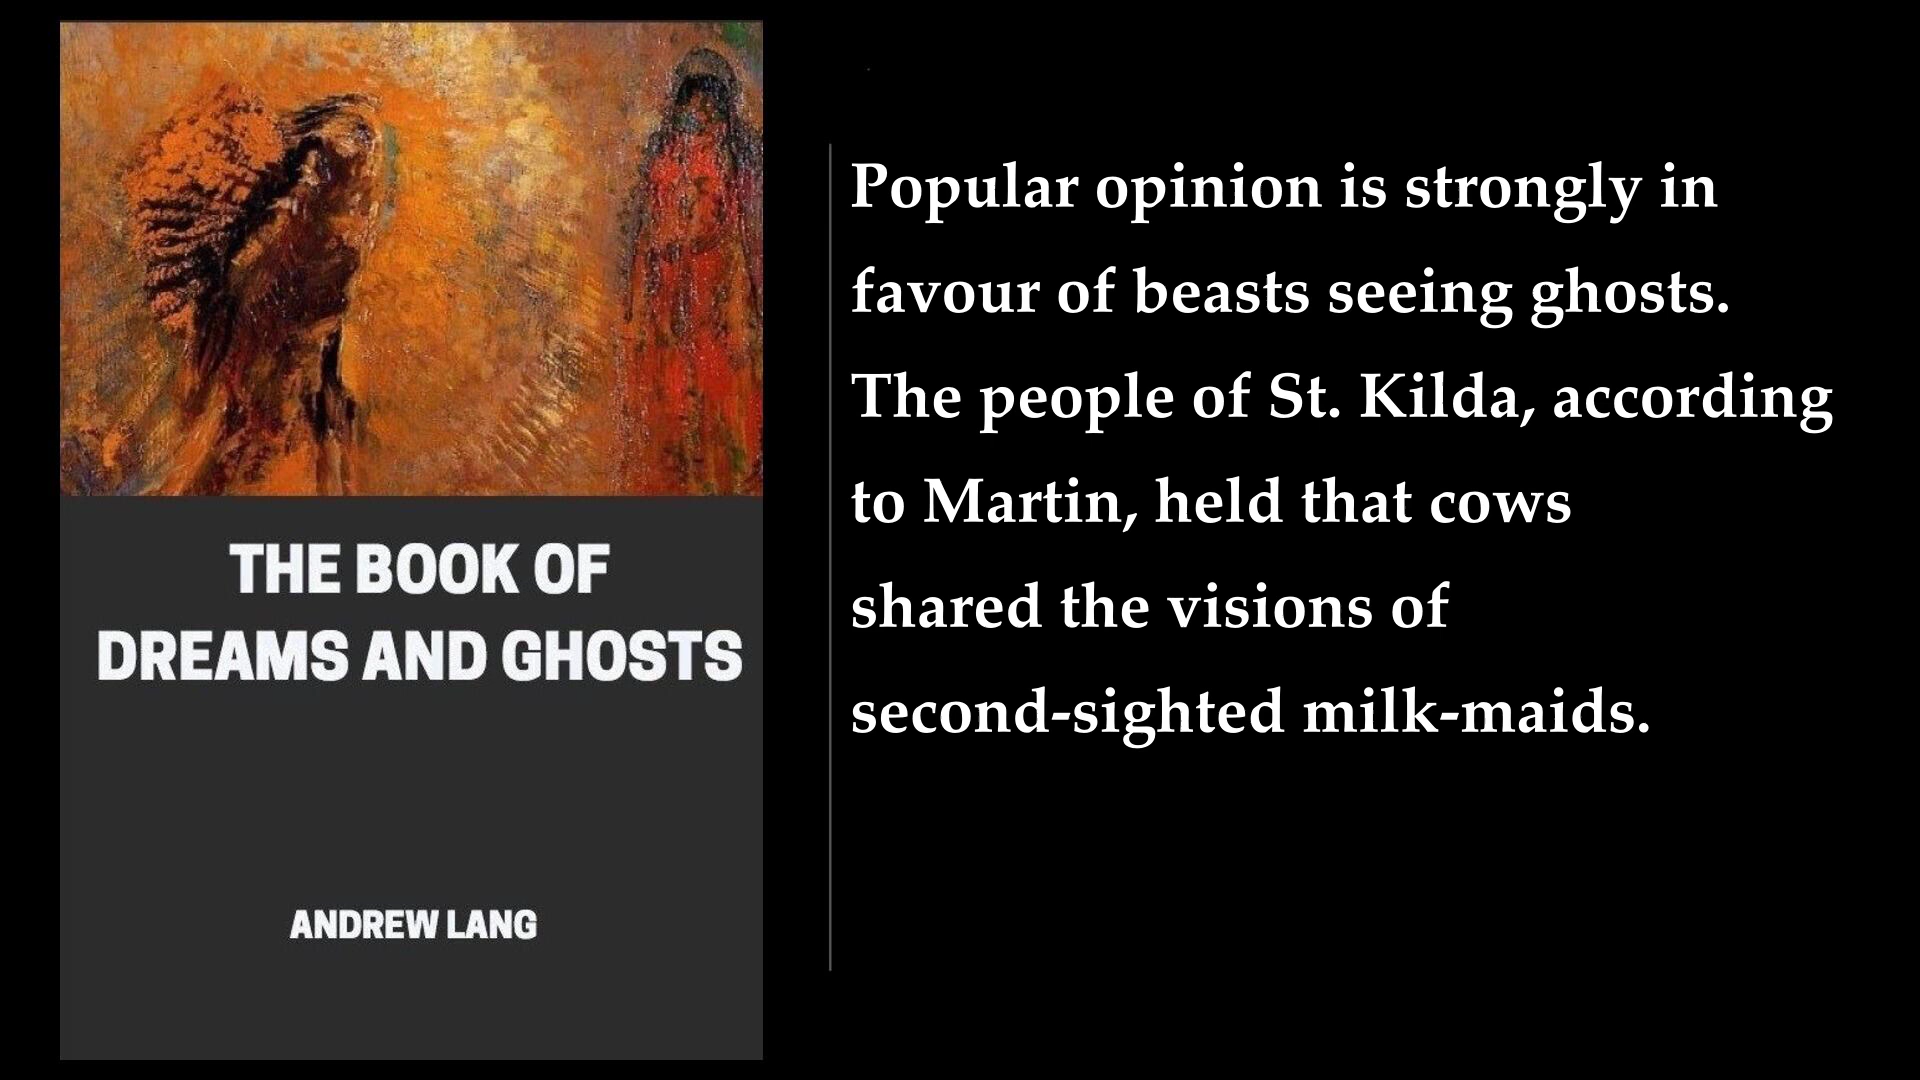 THE BOOK OF
DREAMS AND GHOSTS
ANDREW LANG
Popular opinion is strongly in
favour of beasts seeing ghosts.
The people of St. Kilda, according
to Martin, held that cows
shared the visions of
second-sighted milk-maids.